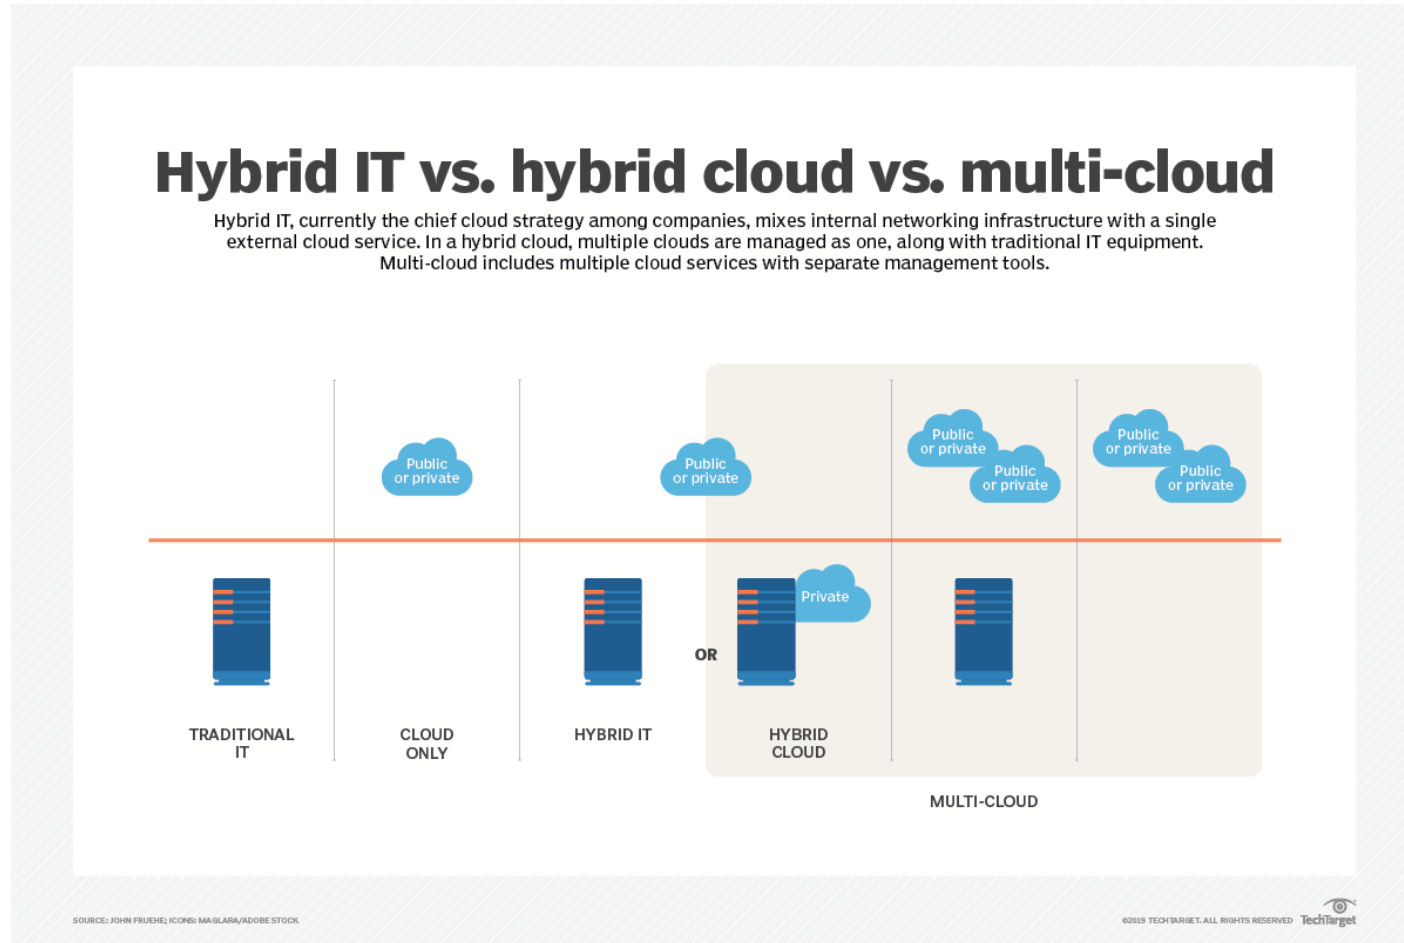 Hybrid IT vs. hybrid cloud vs. multi-cloud
Hybrid IT, currently the chief cloud strategy among companies, mixes internal networking infrastructure with a single
external cloud service. In a hybrid cloud, multiple clouds are managed as one, along with traditional IT equipment.
Multi-cloud includes multiple cloud services with separate management tools.
Public
or private
Public
or private
Public
or private
Public
or private
Public
or private
Public
or private
Private
OR
TRADITIONAL
IT
CLOUD
ONLY
HYBRID IT
HYBRID
CLOUD
MULTI-CLOUD
SOURCE: JOHN FRUEHE; ICONS: MAGLARA/ADOBE STOCK
©2019 TECHTARGET. ALL RIGHTS RESERVED
TechTarget